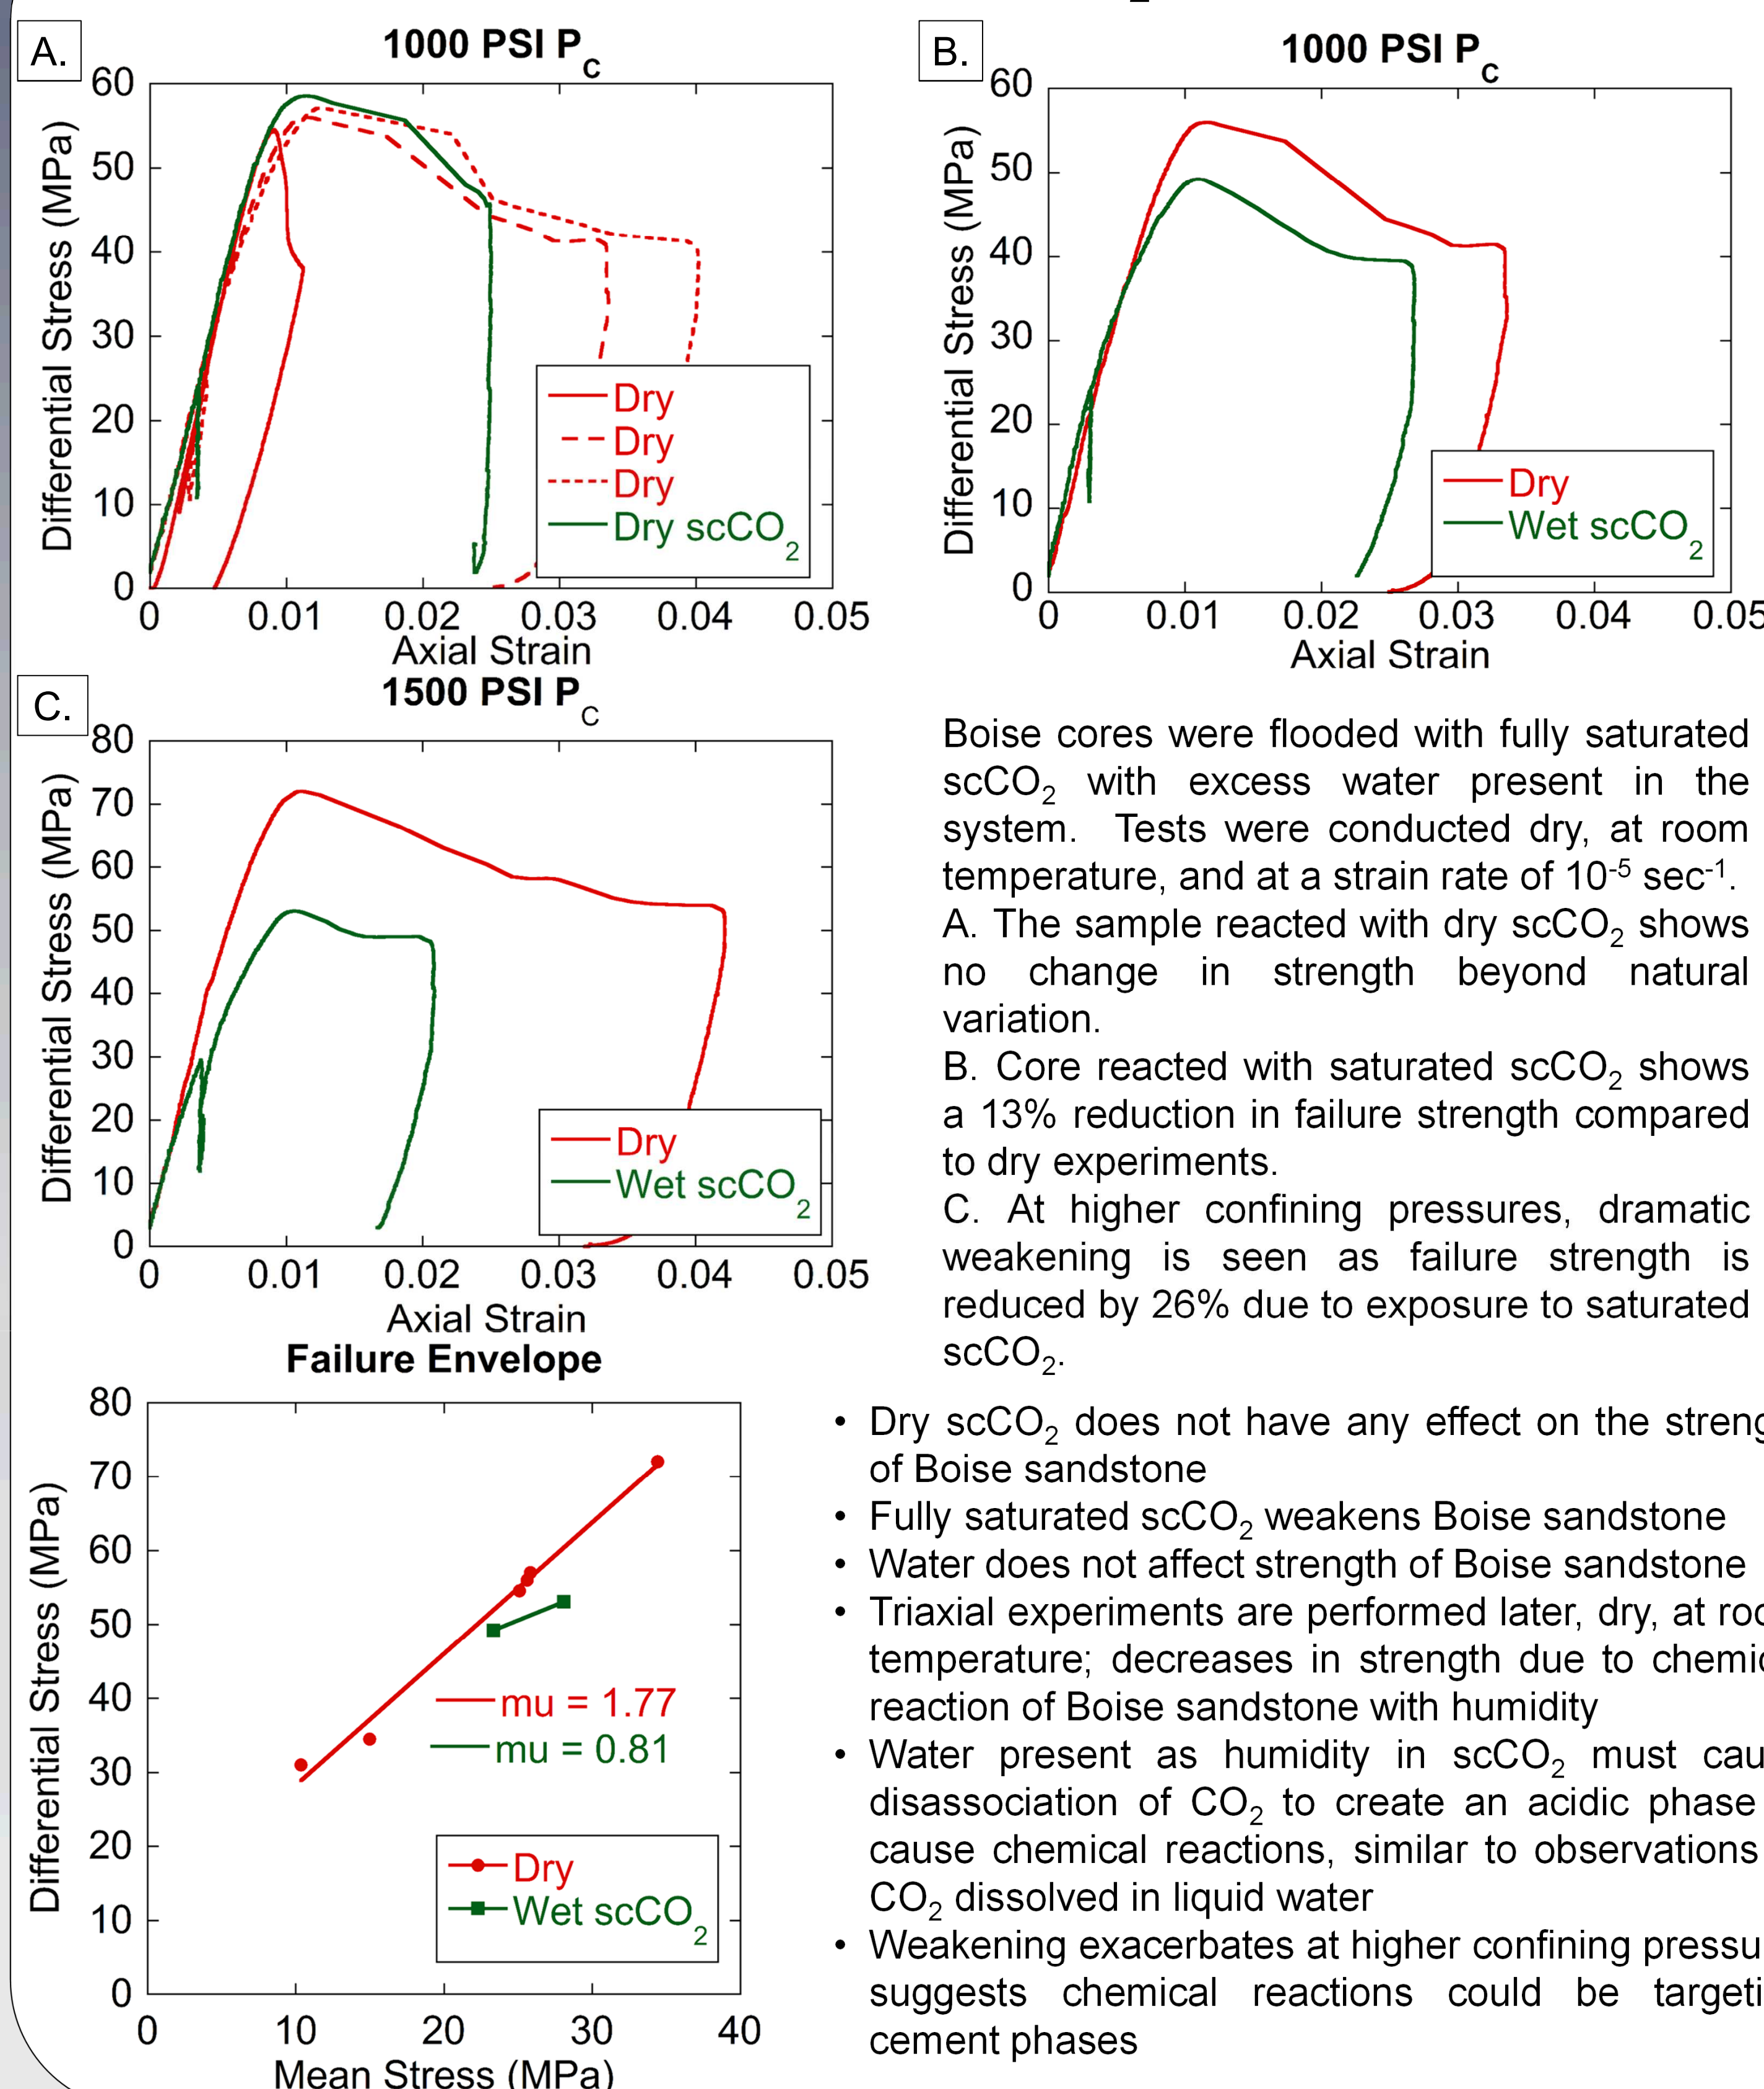 A.
1000 PSI P_C
60
50
40
30
20
10
0
Differential Stress (MPa)
Dry
Dry
Dry
Dry scCO2
0 0.01 0.02 0.03 0.04 0.05
Axial Strain
B.
1000 PSI P_C
60
50
40
30
20
10
0
Differential Stress (MPa)
Dry
Wet scCO2
0 0.01 0.02 0.03 0.04 0.05
Axial Strain
C.
1500 PSI P_C
80
70
60
50
40
30
20
10
0
Differential Stress (MPa)
Dry
Wet scCO2
0 0.01 0.02 0.03 0.04 0.05
Axial Strain
Boise cores were flooded with fully saturated
scCO2 with excess water present in the
system. Tests were conducted dry, at room
temperature, and at a strain rate of 10-5 sec-1.
A. The sample reacted with dry scCO2 shows
no change in strength beyond natural
variation.
B. Core reacted with saturated scCO2 shows
a 13% reduction in failure strength compared
to dry experiments.
C. At higher confining pressures, dramatic
weakening is seen as failure strength is
reduced by 26% due to exposure to saturated
scCO2.
Failure Envelope
80
70
60
50
40
30
20
10
0
Differential Stress (MPa)
mu = 1.77
mu = 0.81
Dry
Wet scCO2
0 10 20 30 40
Mean Stress (MPa)
• Dry scCO2 does not have any effect on the streng
of Boise sandstone
• Fully saturated scCO2 weakens Boise sandstone
• Water does not affect strength of Boise sandstone
• Triaxial experiments are performed later, dry, at roo
temperature; decreases in strength due to chemic
reaction of Boise sandstone with humidity
• Water present as humidity in scCO2 must cau
disassociation of CO2 to create an acidic phase
cause chemical reactions, similar to observations
CO2 dissolved in liquid water
• Weakening exacerbates at higher confining pressu
suggests chemical reactions could be targeti
cement phases